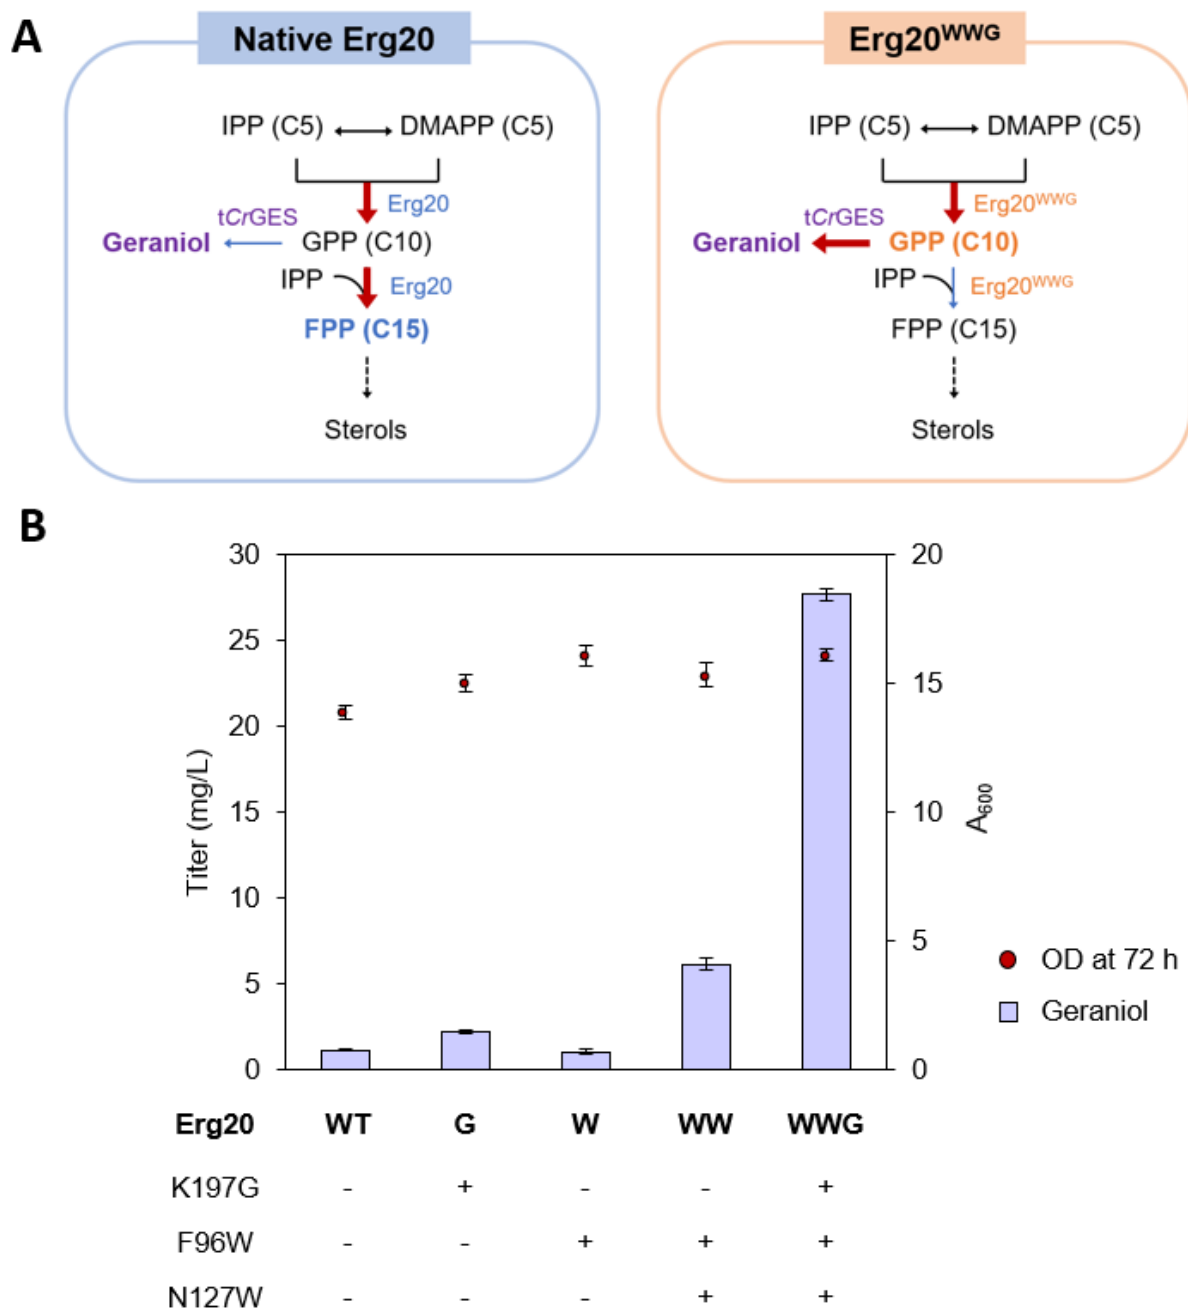 A
Native Erg20
Erg20WWG
IPP (C5) DMAPP (C5)
IPP (C5) DMAPP (C5)
Erg20
Erg20WWG
tCrGES
tCrGES
Geraniol GPP (C10)
Geraniol GPP (C10)
IPP Erg20
IPP Erg20WWG
FPP (C15)
FPP (C15)
Sterols
Sterols
B
30
25
20
15
10
5
0
Titer (mg/L)
20
15
10
5
0
A600
OD at 72 h
Geraniol
Erg20 WT G W WW WWG
K197G - + - - +
F96W - - + + +
N127W - - - + +